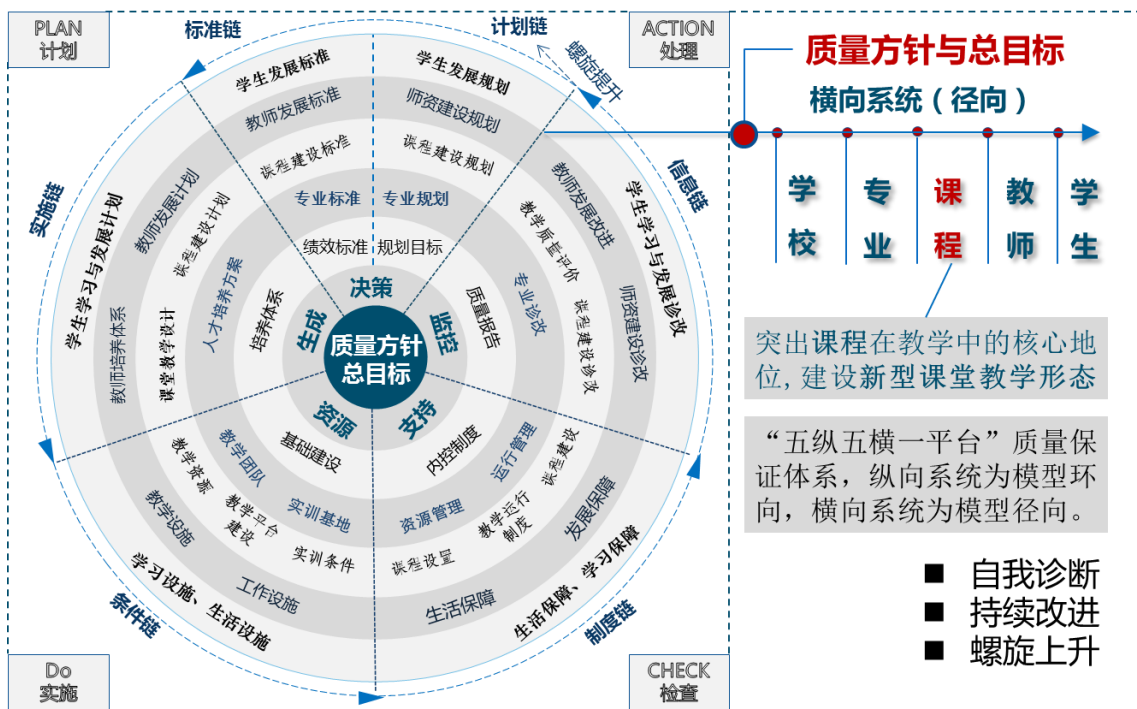 PLAN
计划
标准链
计划链
ACTION
处理
螺旋提升
学生发展标准
学生发展规划
教师发展标准
师资建设规划
课程建设标准
课程建设规划
专业标准
专业规划
绩效标准
规划目标
决策
实施链
学生学习与发展计划
教师发展计划
教师培养体系
课程建设计划
课堂教学设计
人才培养方案
培养体系
生成
质量方针
总目标
监控
质量报告
专业诊改
教学质量评价
课程建设诊改
教师发展改进
师资建设诊改
学生学习与发展诊改
信息链
资源
基础建设
教学团队
实训基地
教学资源
教学平台
建设
实训条件
教学设施
工作设施
学习设施、生活设施
条件链
支持
内控制度
运行管理
资源管理
课程建设
教学运行
制度
课程设置
发展保障
生活保障
生活保障、学习保障
制度链
Do
实施
CHECK
检查
质量方针与总目标
横向系统（径向）
学校
专业
课程
教师
学生
突出课程在教学中的核心地
位,建设新型课堂教学形态
“五纵五横一平台”质量保
证体系，纵向系统为模型环
向，横向系统为模型径向。
自我诊断
持续改进
螺旋上升